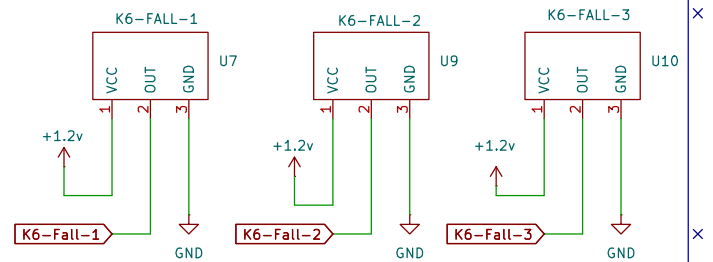 K6-FALL-1
U7
VCC
OUT
GND
1
2
3
+1.2v
K6-Fall-1
GND
K6-FALL-2
U9
VCC
OUT
GND
1
2
3
+1.2v
K6-Fall-2
GND
K6-FALL-3
U10
VCC
OUT
GND
1
2
3
+1.2v
K6-Fall-3
GND